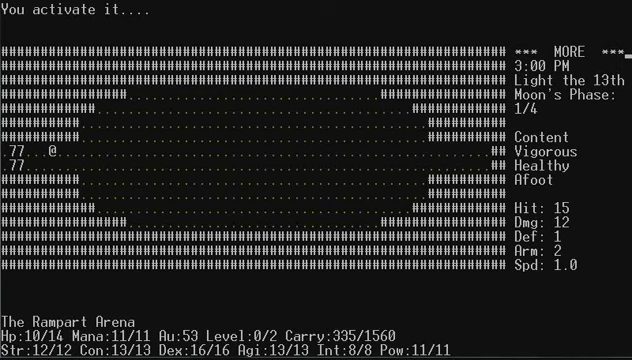 You activate it....
*** MORE ***
3:00 PM
Light the 13th
Moon's Phase:
1/4
Content
.77...@ Vigorous
.77 Healthy
Afoot
Hit: 15
Dmg: 12
Def: 1
Arm: 2
Spd: 1.0
The Rampart Arena
Hp:10/14 Mana:11/11 Au:53 Level:0/2 Carry:335/1560
Str:12/12 Con:13/13 Dex:16/16 Agi:13/13 Int:8/8 Pow:11/11